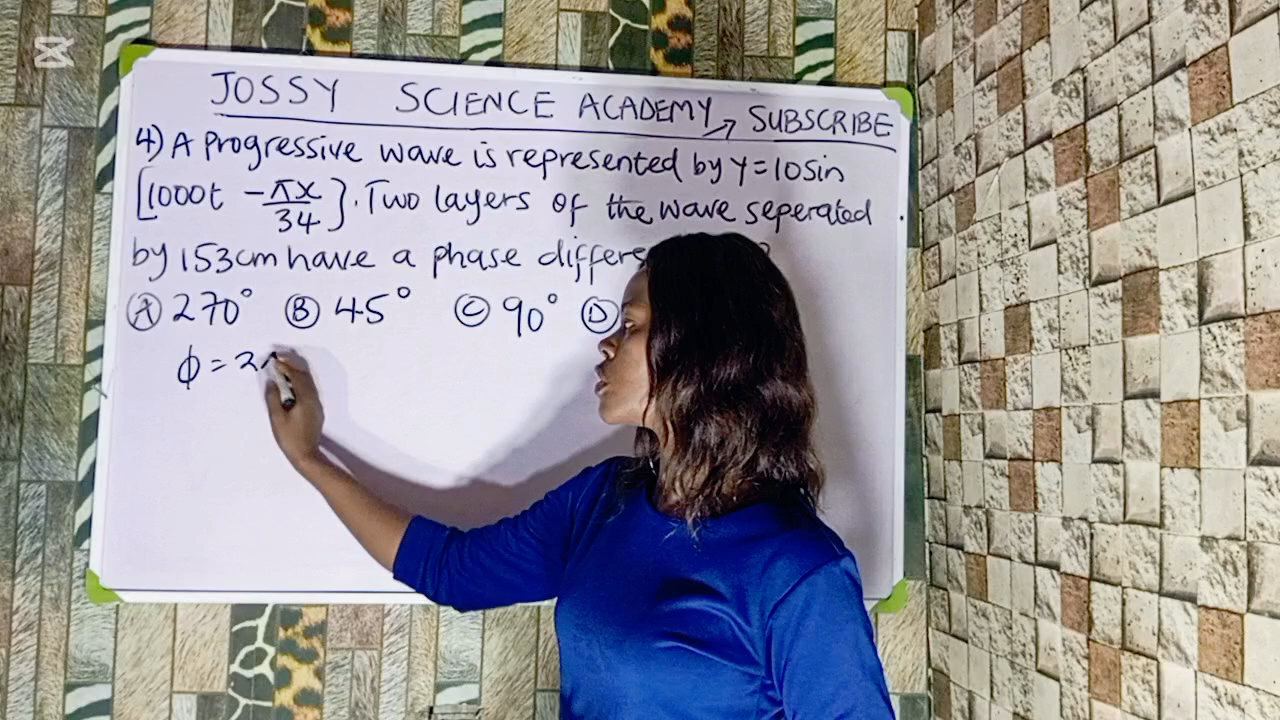 JOSSY SCIENCE ACADEMY → SUBSCRIBE
4) A Progressive wave is represented by Y=10sin
[1000t - πx/34}. Two layers of the wave seperated
by 153cm have a phase differe
Ⓐ 270° Ⓑ 45° Ⓒ 90° Ⓓ
ϕ = 2